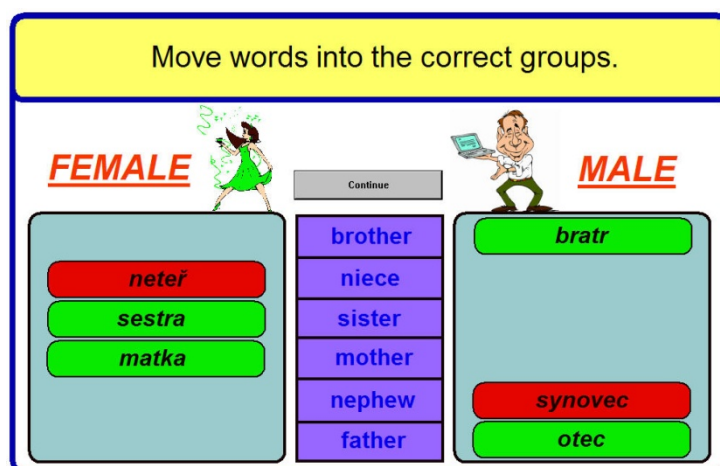 Move words into the correct groups.
FEMALE
Continue
MALE
brother
bratr
neteř
niece
sestra
sister
matka
mother
nephew
synovec
father
otec